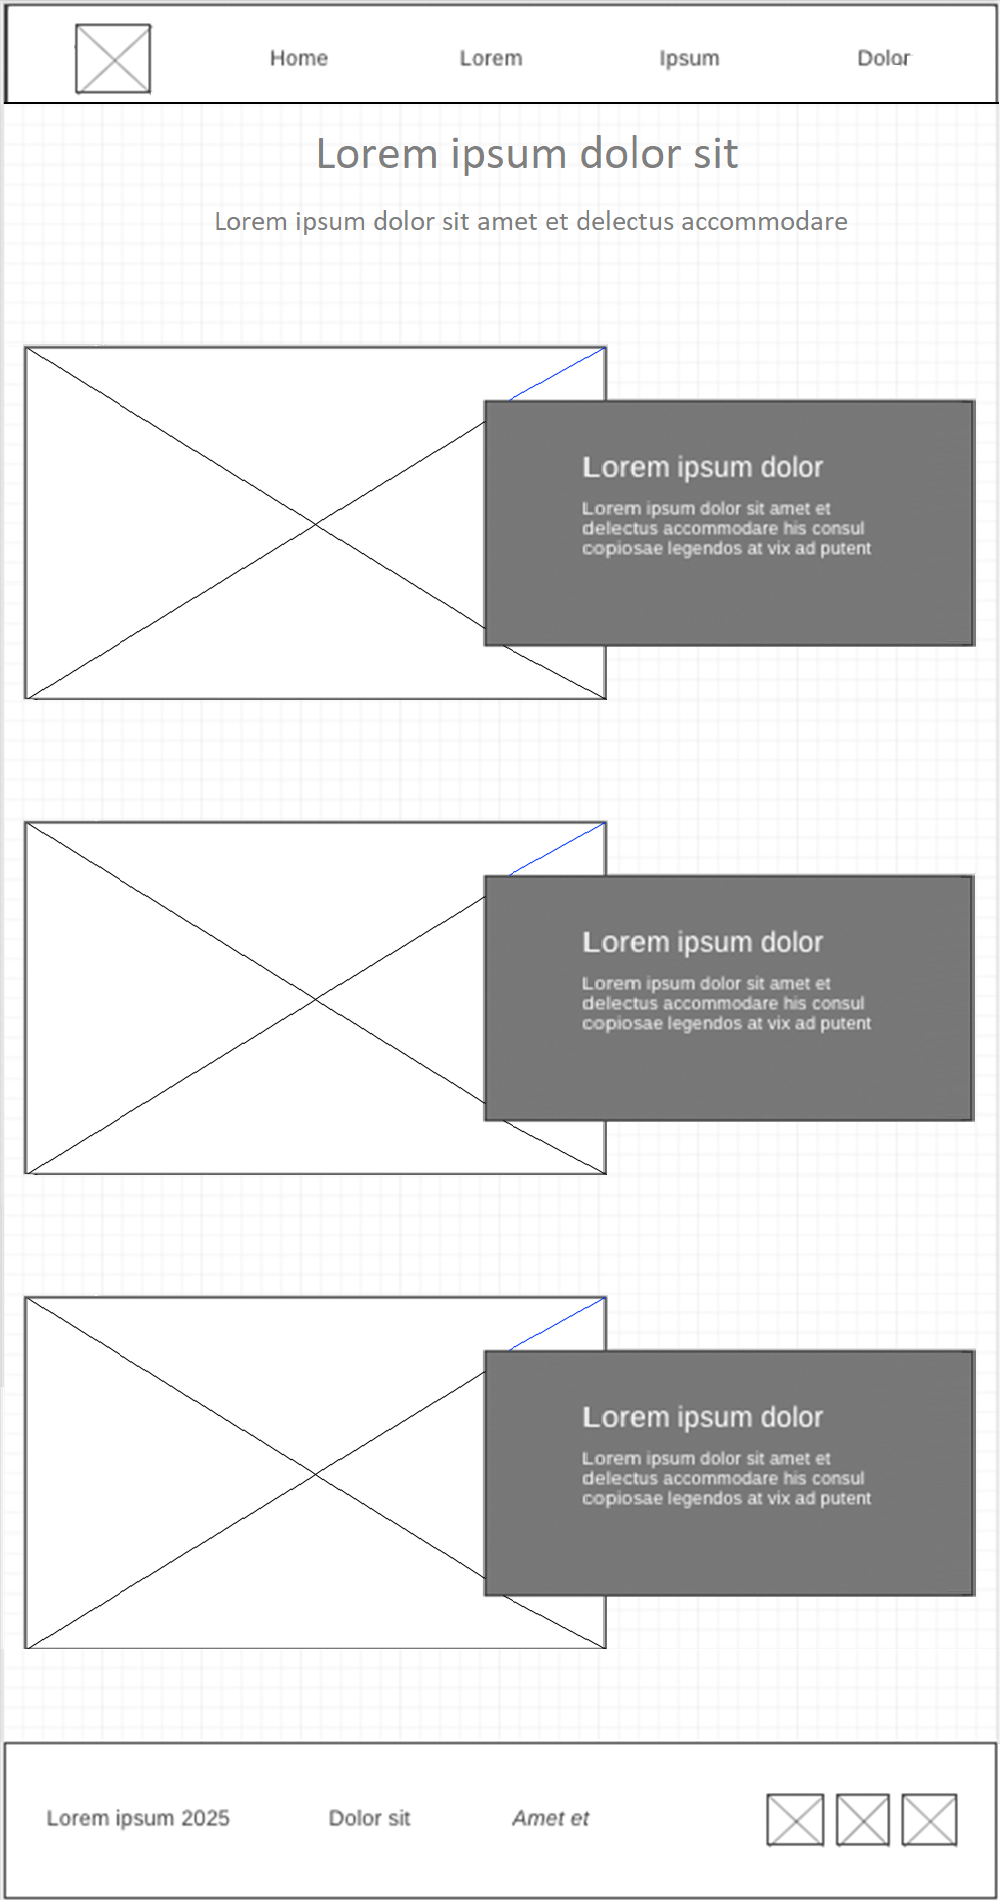 Home Lorem Ipsum Dolor
Lorem ipsum dolor sit
Lorem ipsum dolor sit amet et delectus accommodare
Lorem ipsum dolor
Lorem ipsum dolor sit amet et
delectus accommodare his consul
copiosae legendos at vix ad putent
Lorem ipsum dolor
Lorem ipsum dolor sit amet et
delectus accommodare his consul
copiosae legendos at vix ad putent
Lorem ipsum dolor
Lorem ipsum dolor sit amet et
delectus accommodare his consul
copiosae legendos at vix ad putent
Lorem ipsum 2025 Dolor sit Amet et